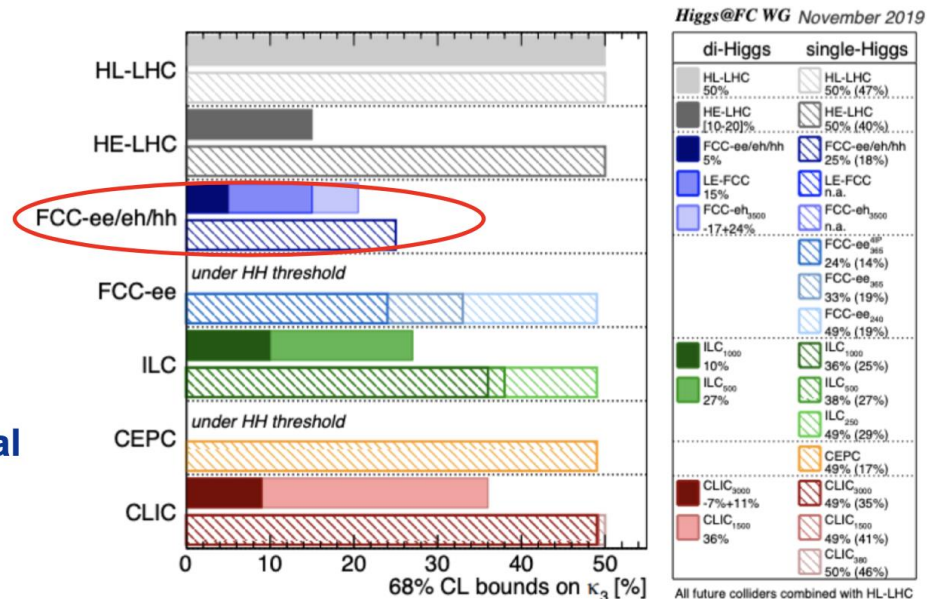 Higgs@FC WG November 2019
HL-LHC
HE-LHC
FCC-ee/eh/hh
FCC-ee
under HH threshold
ILC
CEPC
under HH threshold
CLIC
al
0 10 20 30 40 50
68% CL bounds on κ3 [%]
di-Higgs single-Higgs
HL-LHC HL-LHC
50% 50% (47%)
HE-LHC HE-LHC
[10-20]% 50% (40%)
FCC-ee/eh/hh FCC-ee/eh/hh
5% 25% (18%)
LE-FCC LE-FCC
15% n.a.
FCC-eh3500 FCC-eh3500
-17+24% n.a.
FCC-ee4IP365
24% (14%)
FCC-ee365
33% (19%)
FCC-ee240
49% (19%)
ILC1000 ILC1000
10% 36% (25%)
ILC500 ILC500
27% 38% (27%)
ILC250
49% (29%)
CEPC
49% (17%)
CLIC3000 CLIC3000
-7%+11% 49% (35%)
CLIC1500 CLIC1500
36% 49% (41%)
CLIC380
50% (46%)
All future colliders combined with HL-LHC